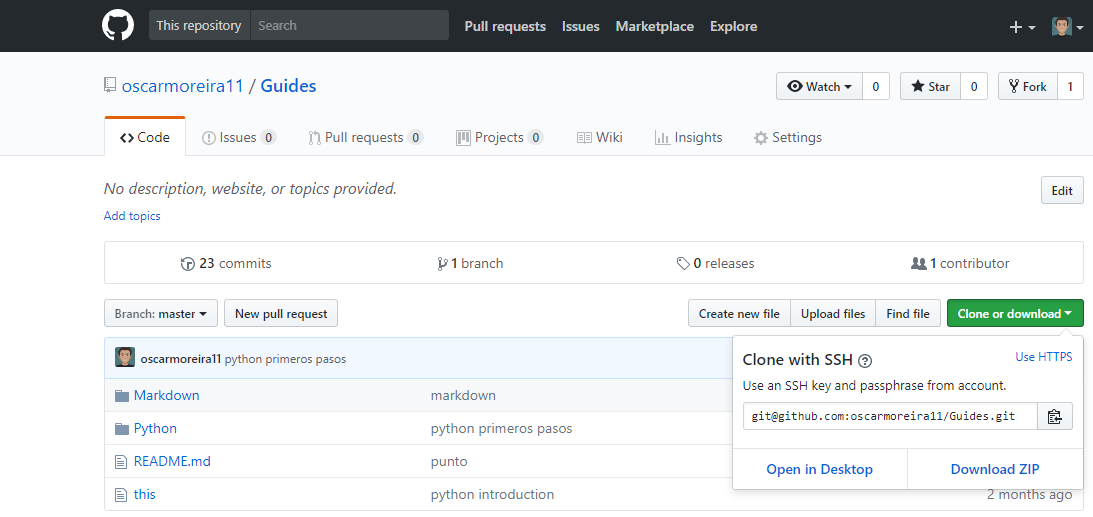 This repository Search Pull requests Issues Marketplace Explore
oscarmoreira11 / Guides
Watch 0 Star 0 Fork 1
Code Issues 0 Pull requests 0 Projects 0 Wiki Insights Settings
No description, website, or topics provided.
Edit
Add topics
23 commits 1 branch 0 releases 1 contributor
Branch: master New pull request Create new file Upload files Find file Clone or download
oscarmoreira11 python primeros pasos
Clone with SSH Use HTTPS
Use an SSH key and passphrase from account.
git@github.com:oscarmoreira11/Guides.git
Open in Desktop Download ZIP
Markdown markdown
Python python primeros pasos
README.md punto
this python introduction 2 months ago